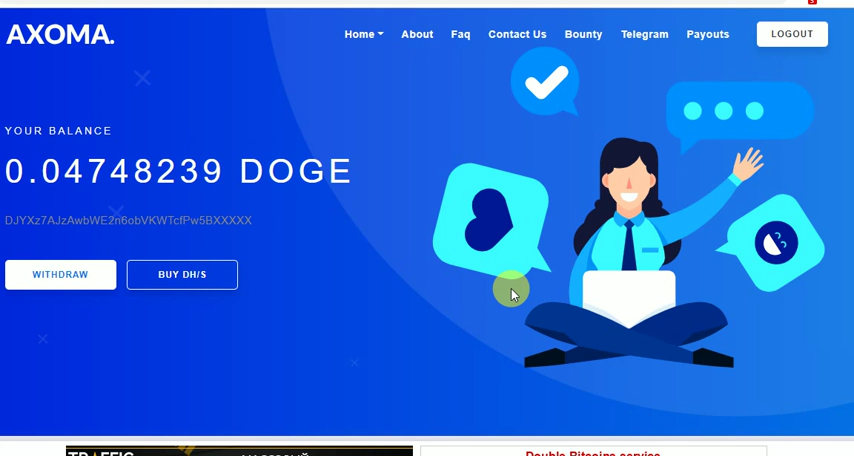 AXOMA.
Home About Faq Contact Us Bounty Telegram Payouts LOGOUT
YOUR BALANCE
0.04748239 DOGE
DJYXz7AJzAwbWE2n6obVKWTcfPw5BXXXXX
WITHDRAW BUY DH/S
TRAFFIC
Double Bitcoins service